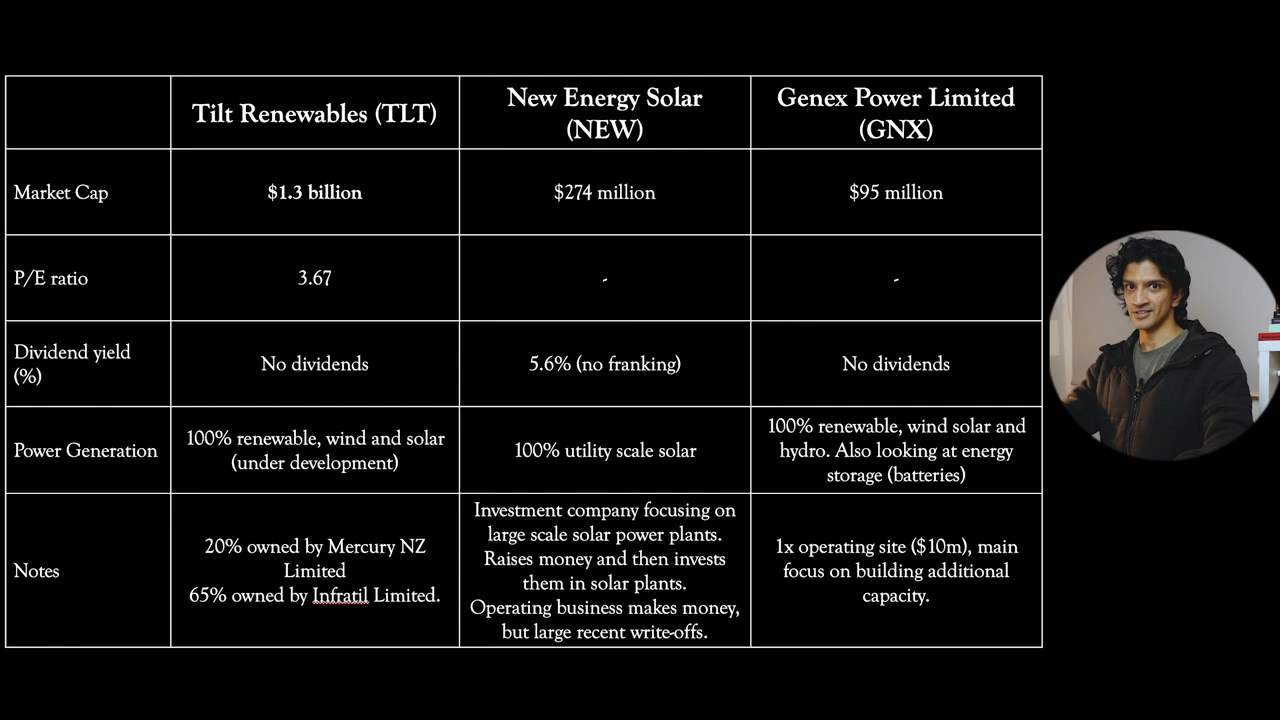 Tilt Renewables (TLT)
New Energy Solar
(NEW)
Genex Power Limited
(GNX)
Market Cap
$1.3 billion
$274 million
$95 million
P/E ratio
3.67
-
-
Dividend yield
(%)
No dividends
5.6% (no franking)
No dividends
Power Generation
100% renewable, wind and solar
(under development)
100% utility scale solar
100% renewable, wind solar and
hydro. Also looking at energy
storage (batteries)
Notes
20% owned by Mercury NZ
Limited
65% owned by Infratil Limited.
Investment company focusing on
large scale solar power plants.
Raises money and then invests
them in solar plants.
Operating business makes money,
but large recent write-offs.
1x operating site ($10m), main
focus on building additional
capacity.